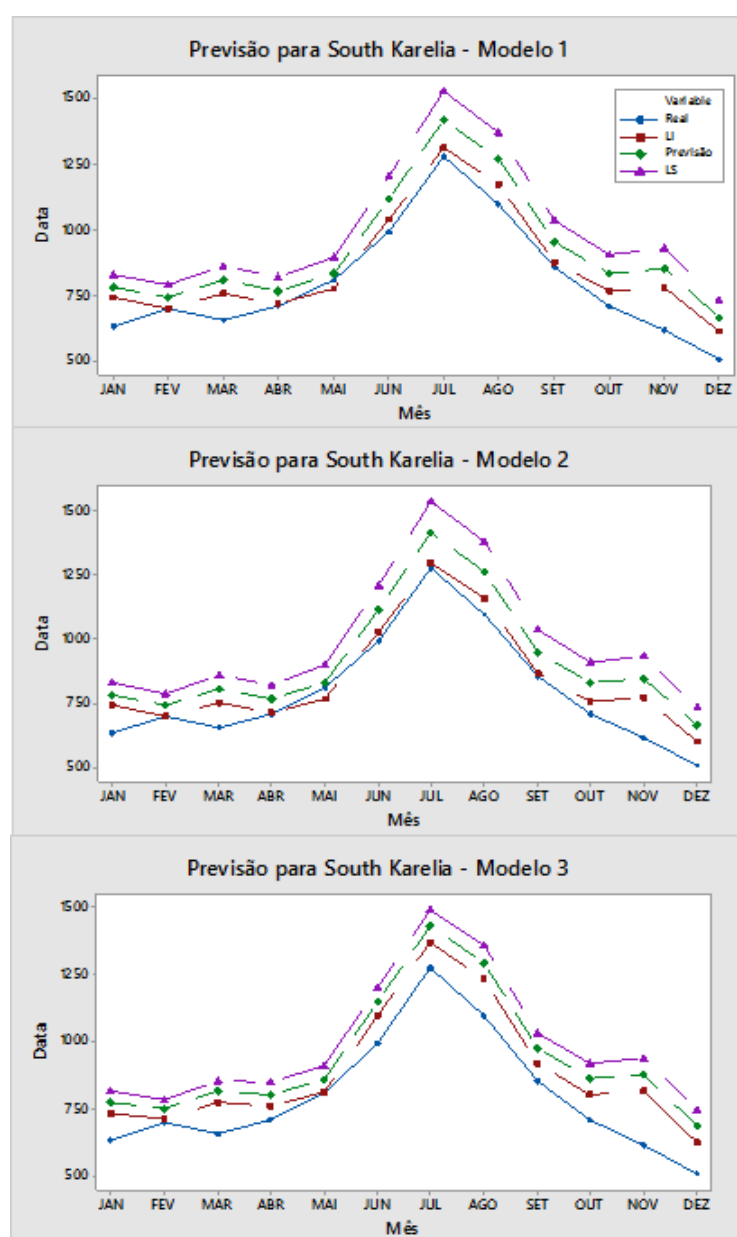 Previsão para South Karelia - Modelo 1
1500
1250
1000
750
500
Data
JAN FEV MAR ABR MAI JUN JUL AGO SET OUT NOV DEZ
Mês
Variable
Real
LI
Previsão
LS
Previsão para South Karelia - Modelo 2
1500
1250
1000
750
500
Data
JAN FEV MAR ABR MAI JUN JUL AGO SET OUT NOV DEZ
Mês
Previsão para South Karelia - Modelo 3
1500
1250
1000
750
500
Data
JAN FEV MAR ABR MAI JUN JUL AGO SET OUT NOV DEZ
Mês